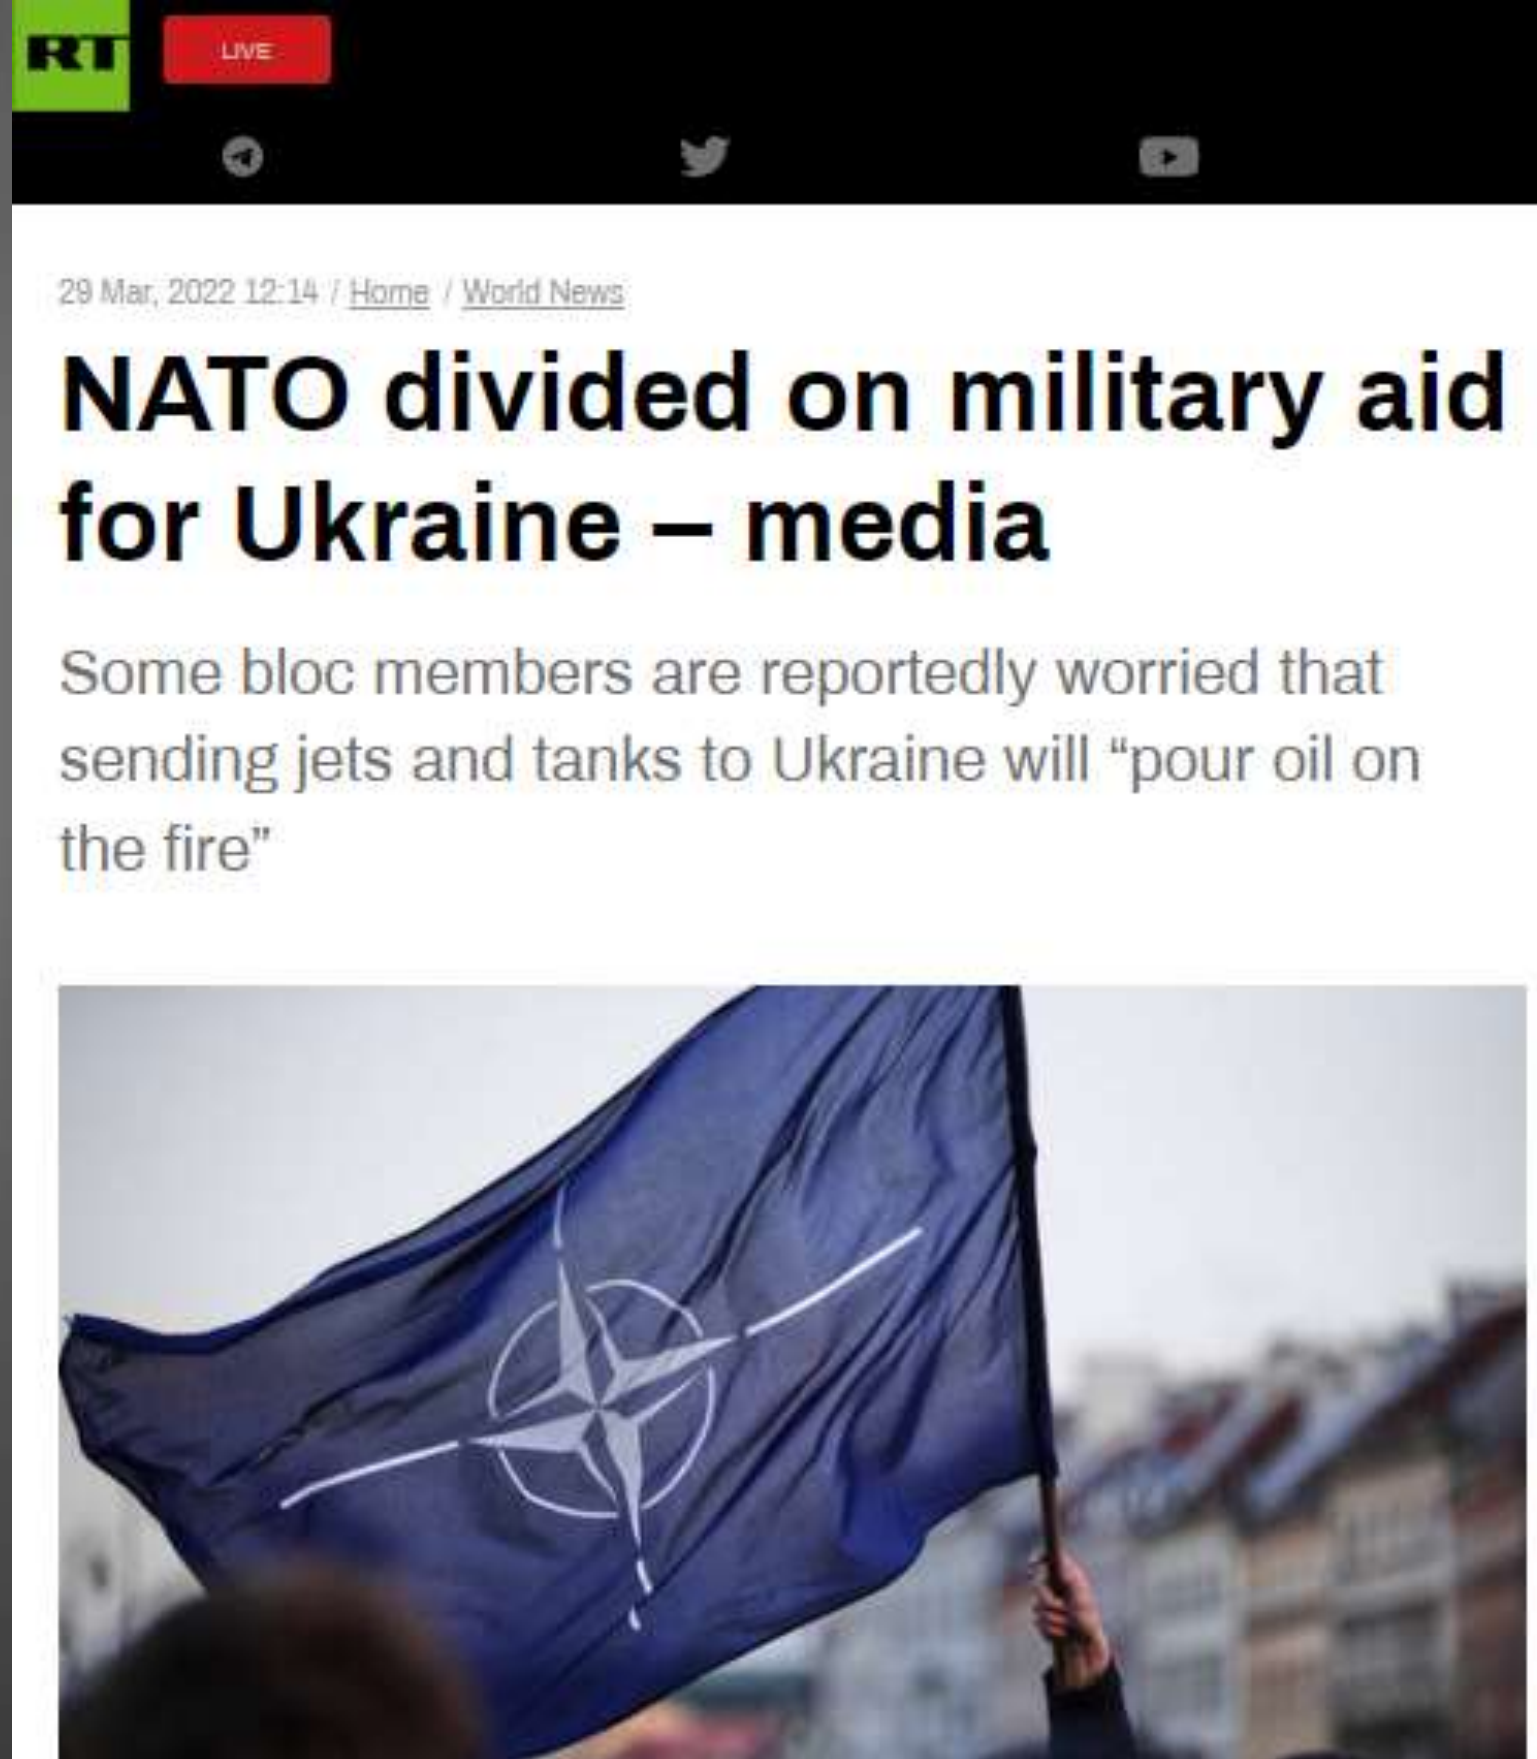 RT
LIVE
29 Mar, 2022 12:14 / Home / World News
NATO divided on military aid
for Ukraine – media
Some bloc members are reportedly worried that
sending jets and tanks to Ukraine will “pour oil on
the fire”